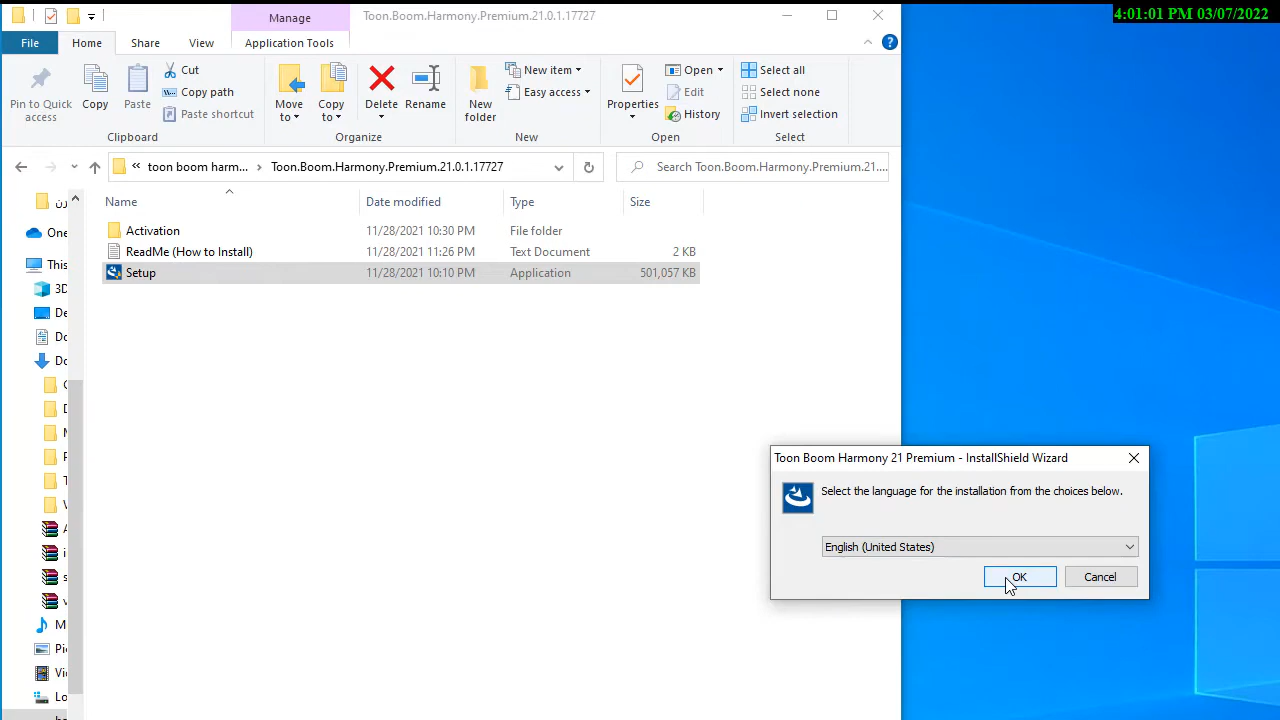 Manage
Toon.Boom.Harmony.Premium.21.0.1.17727
4:01:01 PM 03/07/2022
File
Home
Share
View
Application Tools
Pin to Quick access
Copy
Paste
Cut
Copy path
Paste shortcut
Clipboard
Move to
Copy to
Delete
Rename
Organize
New folder
New item
Easy access
New
Properties
Open
Edit
History
Open
Select all
Select none
Invert selection
Select
« toon boom harm... > Toon.Boom.Harmony.Premium.21.0.1.17727
Search Toon.Boom.Harmony.Premium.21....
Name Date modified Type Size
Activation 11/28/2021 10:30 PM File folder
ReadMe (How to Install) 11/28/2021 11:26 PM Text Document 2 KB
Setup 11/28/2021 10:10 PM Application 501,057 KB
One
This
3D
De
Do
Do
M
Pic
Vic
Lo
Toon Boom Harmony 21 Premium - InstallShield Wizard
Select the language for the installation from the choices below.
English (United States)
OK
Cancel